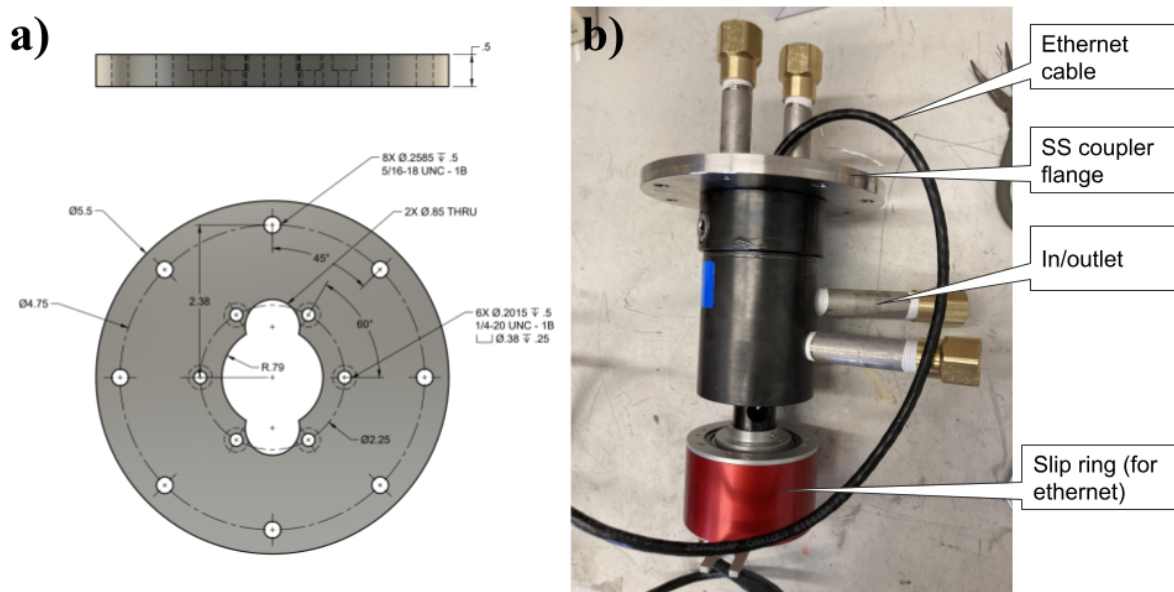 a)
.5
8X Ø.2585 ↧ .5
5/16-18 UNC - 1B
Ø5.5
2X Ø.85 THRU
45°
2.38
Ø4.75
60°
6X Ø.2015 ↧ .5
1/4-20 UNC - 1B
⌴ Ø.38 ↧ .25
R.79
Ø2.25
b)
Ethernet
cable
SS coupler
flange
In/outlet
Slip ring (for
ethernet)